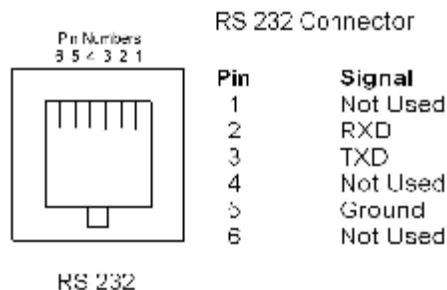 RS 232 Connector
Pin Numbers
6 5 4 3 2 1
Pin Signal
1 Not Used
2 RXD
3 TXD
4 Not Used
5 Ground
6 Not Used
RS 232